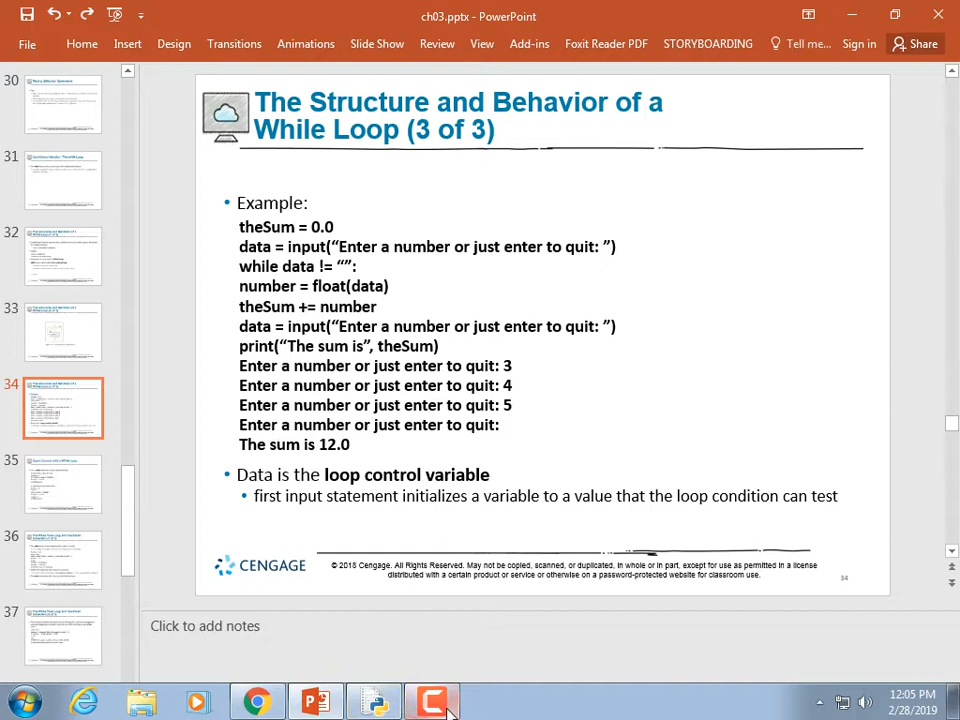 ch03.pptx - PowerPoint
File Home Insert Design Transitions Animations Slide Show Review View Add-ins Foxit Reader PDF STORYBOARDING Tell me... Sign in Share
30
31
32
33
34
35
36
37
The Structure and Behavior of a
While Loop (3 of 3)
• Example:
theSum = 0.0
data = input(“Enter a number or just enter to quit: ”)
while data != “”:
number = float(data)
theSum += number
data = input(“Enter a number or just enter to quit: ”)
print(“The sum is”, theSum)
Enter a number or just enter to quit: 3
Enter a number or just enter to quit: 4
Enter a number or just enter to quit: 5
Enter a number or just enter to quit:
The sum is 12.0
• Data is the loop control variable
• first input statement initializes a variable to a value that the loop condition can test
CENGAGE
© 2018 Cengage. All Rights Reserved. May not be copied, scanned, or duplicated, in whole or in part, except for use as permitted in a license
distributed with a certain product or service or otherwise on a password-protected website for classroom use.
34
Click to add notes
12:05 PM
2/28/2019